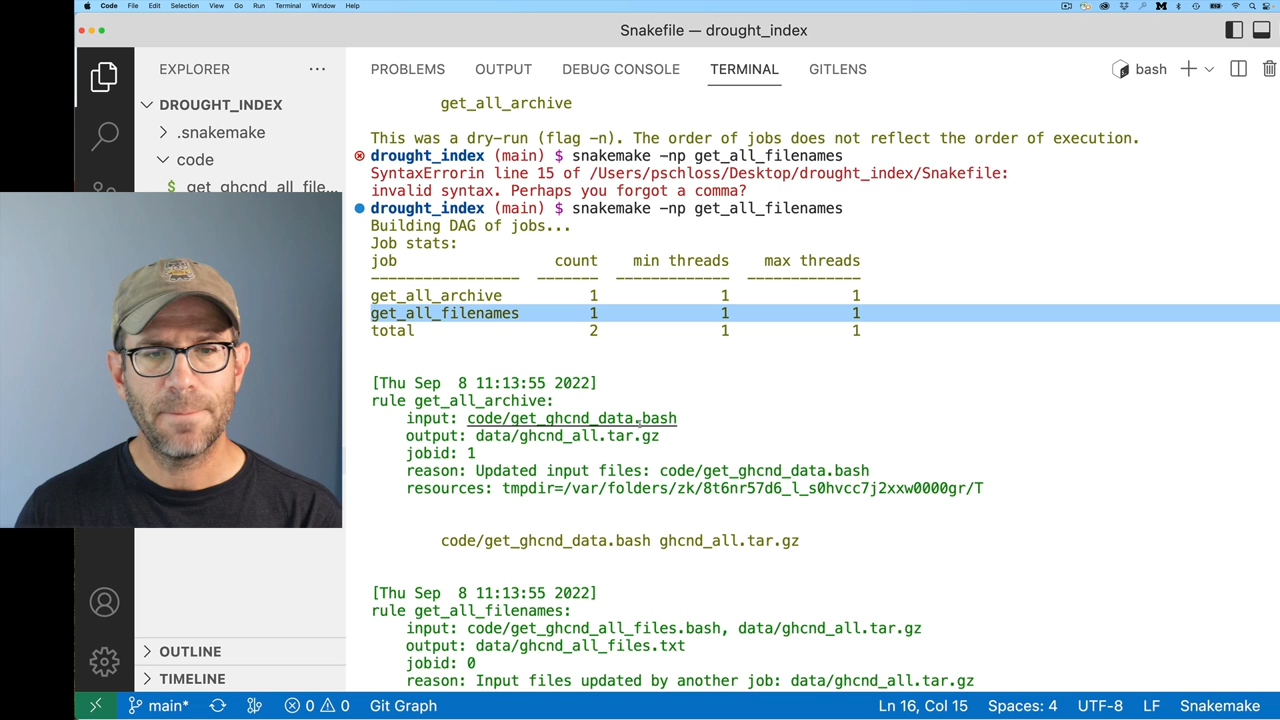 Code File Edit Selection View Go Run Terminal Window Help
Snakefile — drought_index
EXPLORER
PROBLEMS OUTPUT DEBUG CONSOLE TERMINAL GITLENS
bash
DROUGHT_INDEX
.snakemake
code
$ get_ghcnd_all_file...
get_all_archive
This was a dry-run (flag -n). The order of jobs does not reflect the order of execution.
drought_index (main) $ snakemake -np get_all_filenames
SyntaxErrorin line 15 of /Users/pschloss/Desktop/drought_index/Snakefile:
invalid syntax. Perhaps you forgot a comma?
drought_index (main) $ snakemake -np get_all_filenames
Building DAG of jobs...
Job stats:
job count min threads max threads
----------------- ------- ------------- -------------
get_all_archive 1 1 1
get_all_filenames 1 1 1
total 2 1 1
[Thu Sep  8 11:13:55 2022]
rule get_all_archive:
input: code/get_ghcnd_data.bash
output: data/ghcnd_all.tar.gz
jobid: 1
reason: Updated input files: code/get_ghcnd_data.bash
resources: tmpdir=/var/folders/zk/8t6nr57d6_l_s0hvcc7j2xxw0000gr/T
code/get_ghcnd_data.bash ghcnd_all.tar.gz
[Thu Sep  8 11:13:55 2022]
rule get_all_filenames:
input: code/get_ghcnd_all_files.bash, data/ghcnd_all.tar.gz
output: data/ghcnd_all_files.txt
jobid: 0
reason: Input files updated by another job: data/ghcnd_all.tar.gz
OUTLINE
TIMELINE
main* 0 0 Git Graph Ln 16, Col 15 Spaces: 4 UTF-8 LF Snakemake